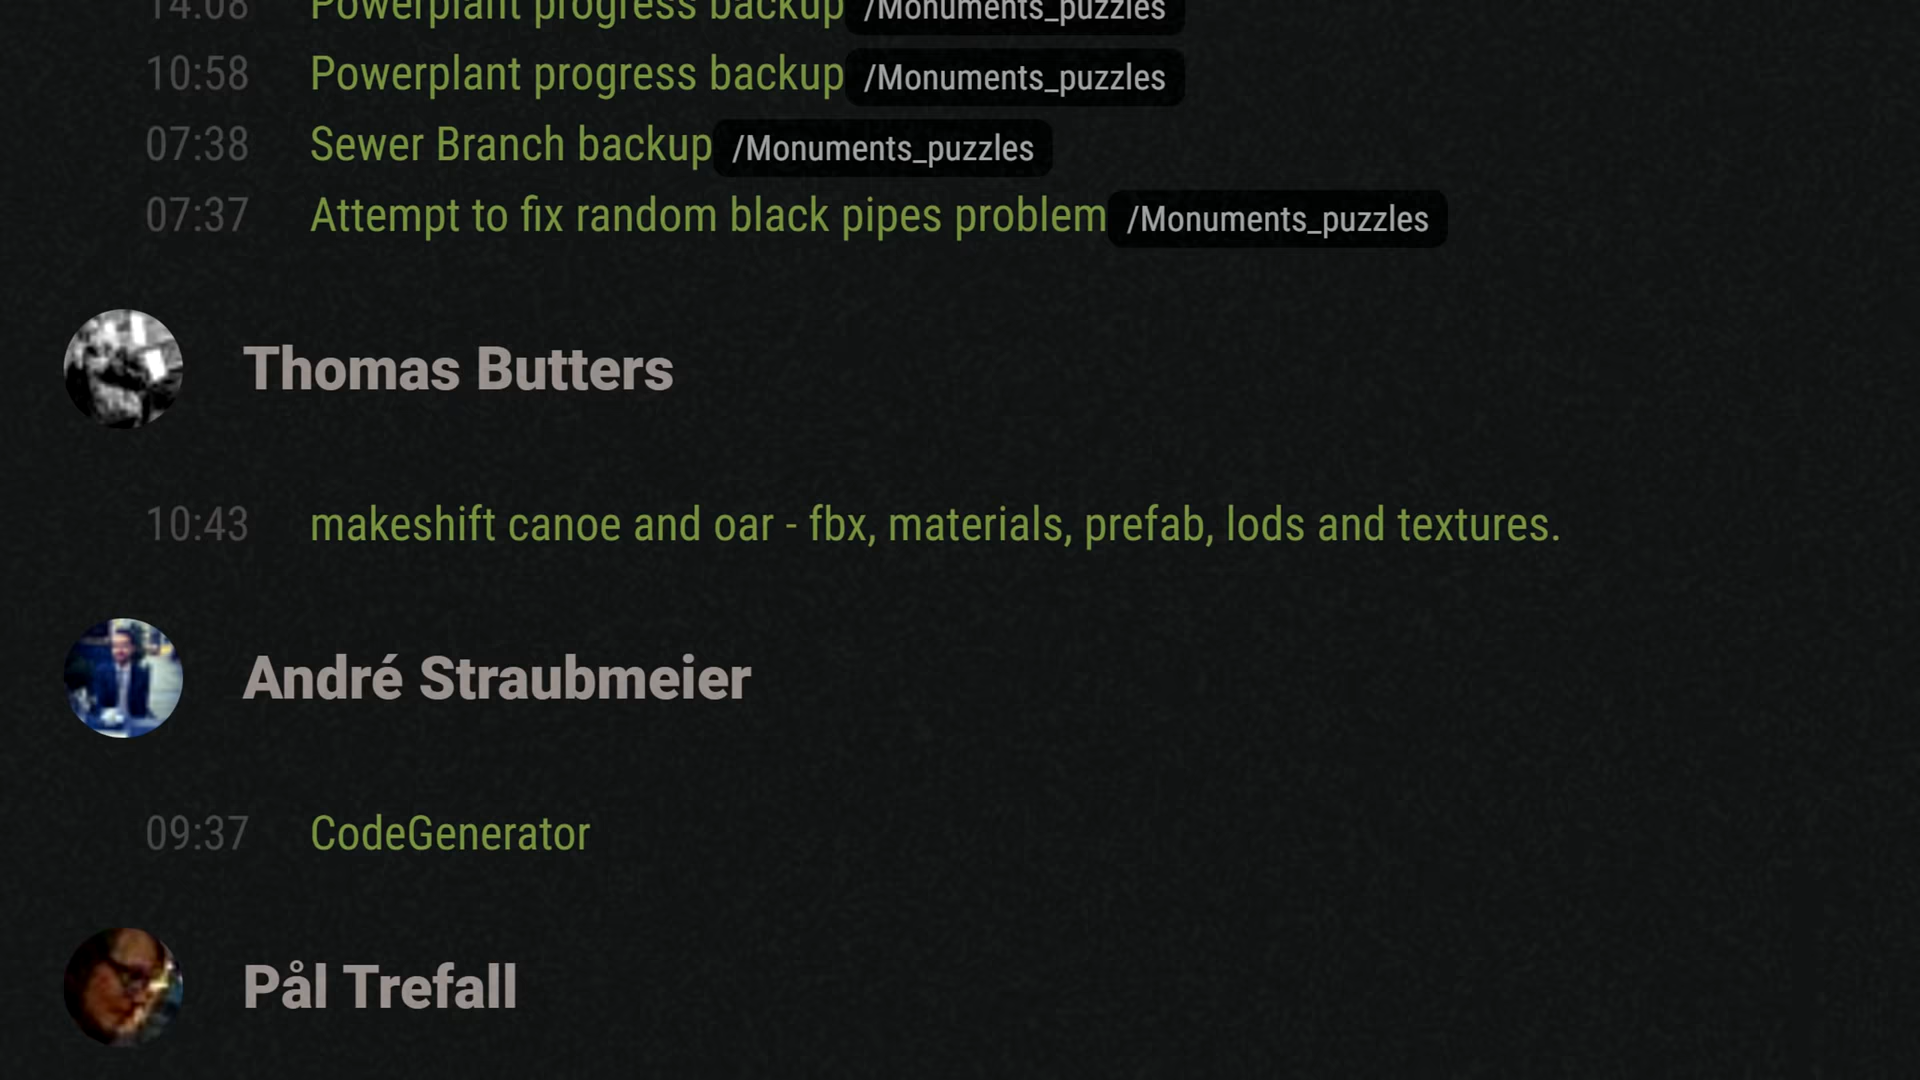 14:08 Powerplant progress backup /Monuments_puzzles
10:58 Powerplant progress backup /Monuments_puzzles
07:38 Sewer Branch backup /Monuments_puzzles
07:37 Attempt to fix random black pipes problem /Monuments_puzzles
Thomas Butters
10:43 makeshift canoe and oar - fbx, materials, prefab, lods and textures.
André Straubmeier
09:37 CodeGenerator
Pål Trefall